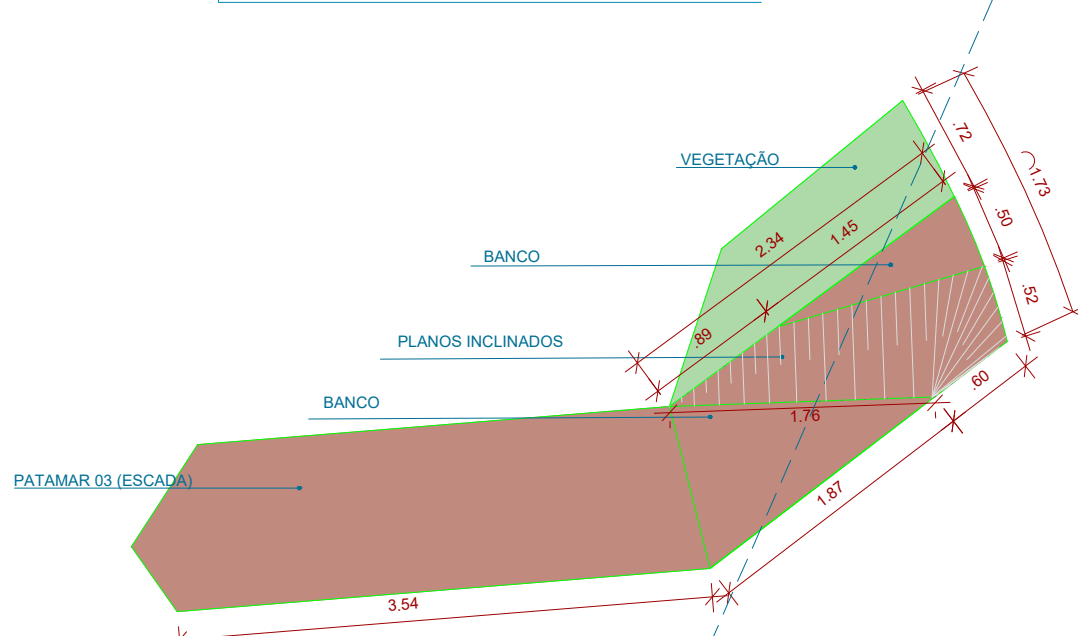 .72
1.73
VEGETAÇÃO
.50
2.34
1.45
BANCO
.52
PLANOS INCLINADOS
.89
.60
BANCO
1.76
PATAMAR 03 (ESCADA)
1.87
3.54